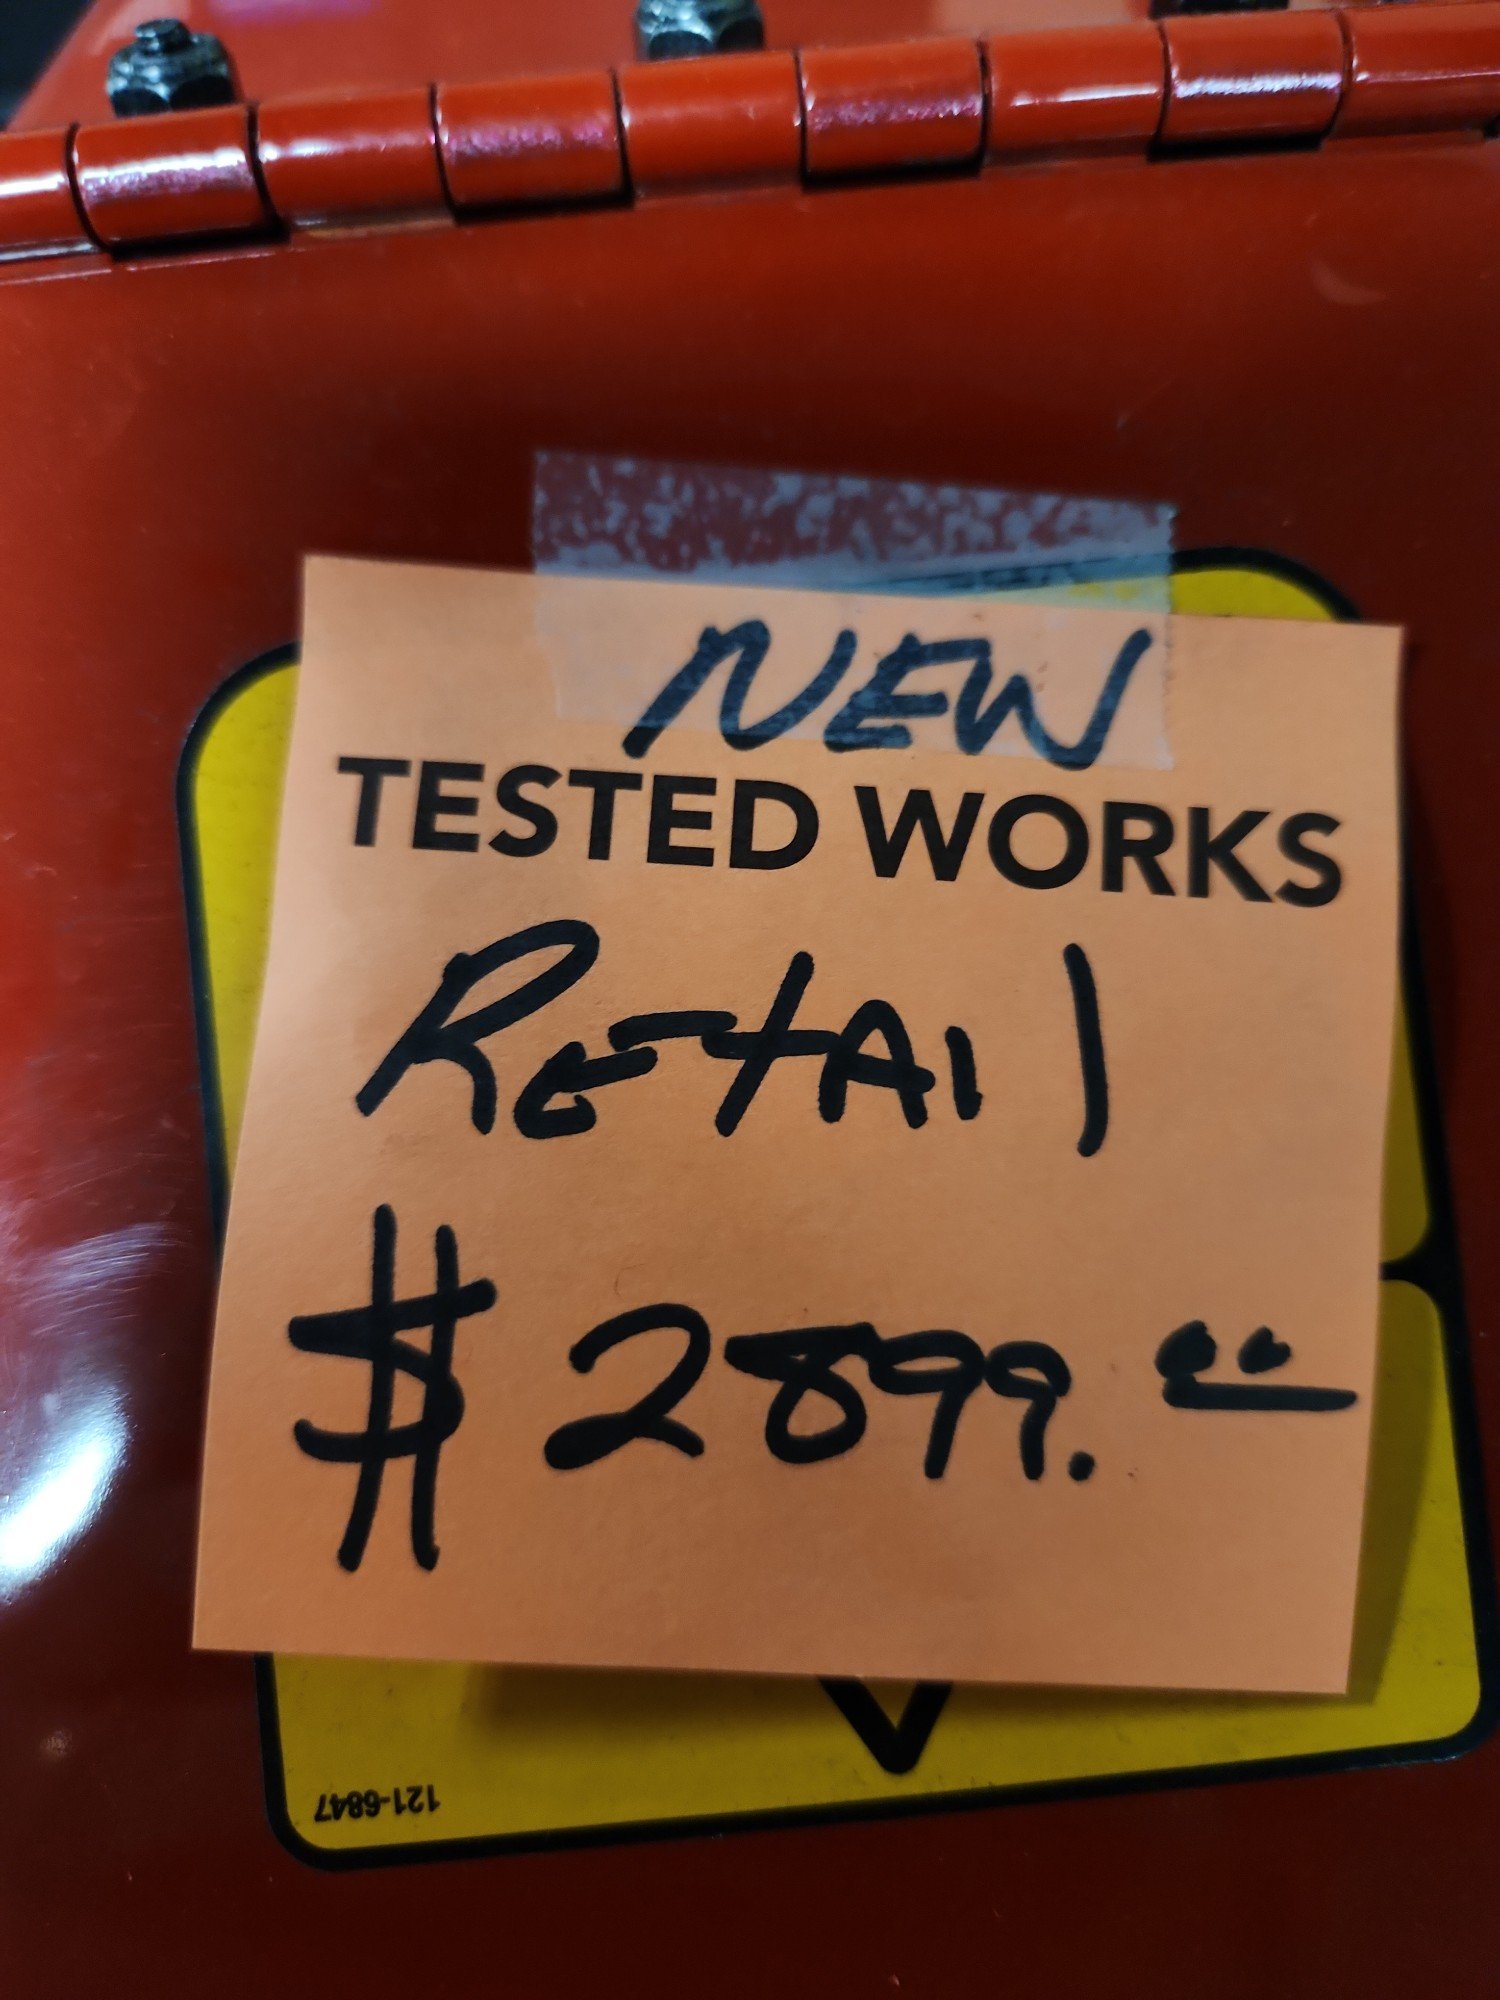 NEW
TESTED WORKS
RETAIl
$ 2899.00
121-6847